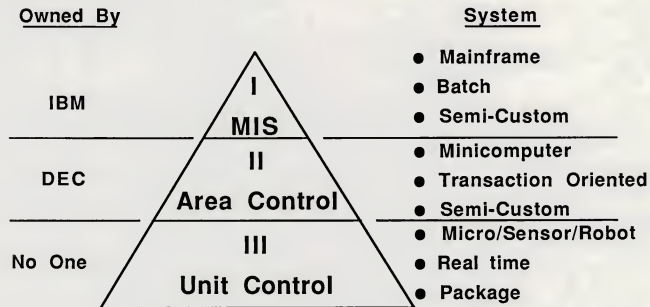 Owned By
System
IBM
I
MIS
● Mainframe
● Batch
● Semi-Custom
DEC
II
Area Control
● Minicomputer
● Transaction Oriented
● Semi-Custom
No One
III
Unit Control
● Micro/Sensor/Robot
● Real time
● Package